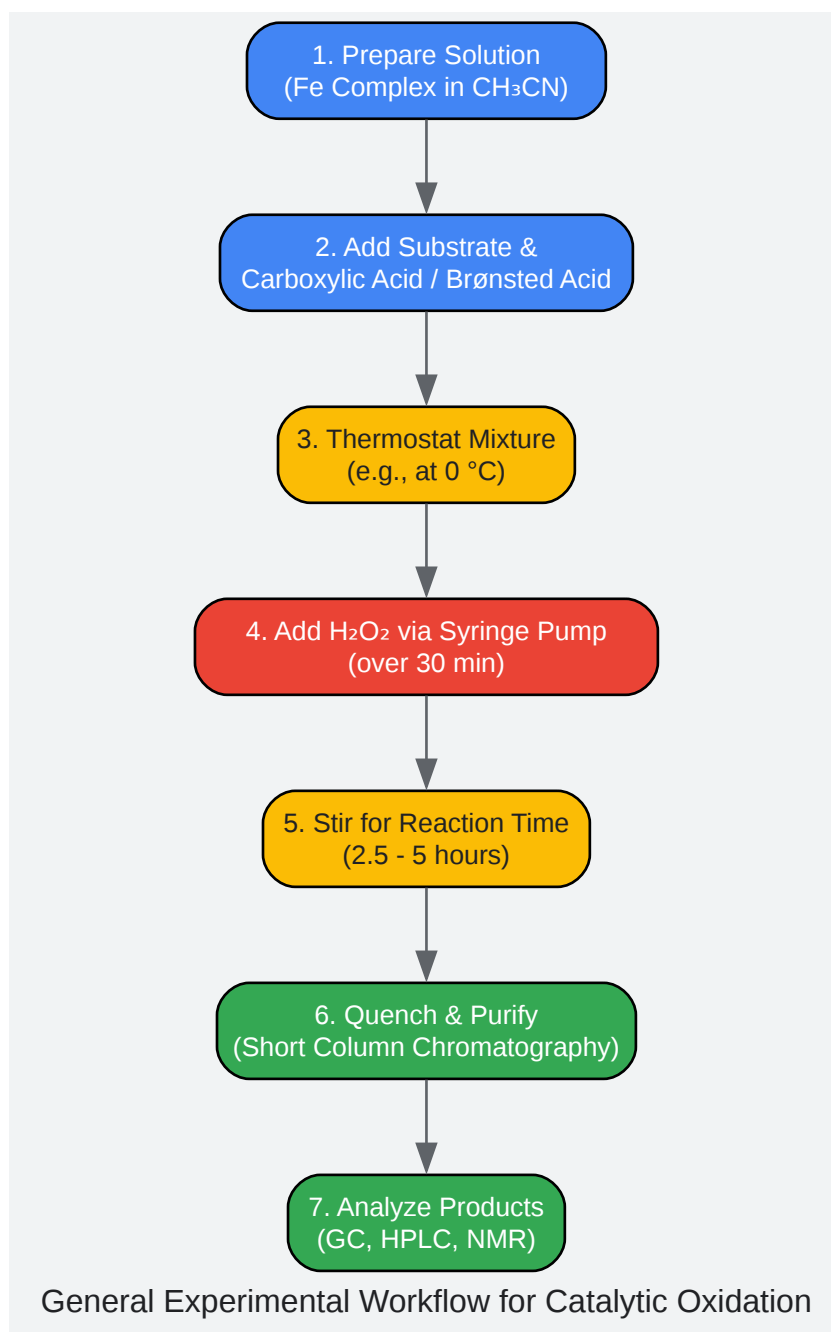 1. Prepare Solution
(Fe Complex in CH₃CN)
2. Add Substrate &
Carboxylic Acid / Brønsted Acid
3. Thermostat Mixture
(e.g., at 0 °C)
4. Add H₂O₂ via Syringe Pump
(over 30 min)
5. Stir for Reaction Time
(2.5 - 5 hours)
6. Quench & Purify
(Short Column Chromatography)
7. Analyze Products
(GC, HPLC, NMR)
General Experimental Workflow for Catalytic Oxidation